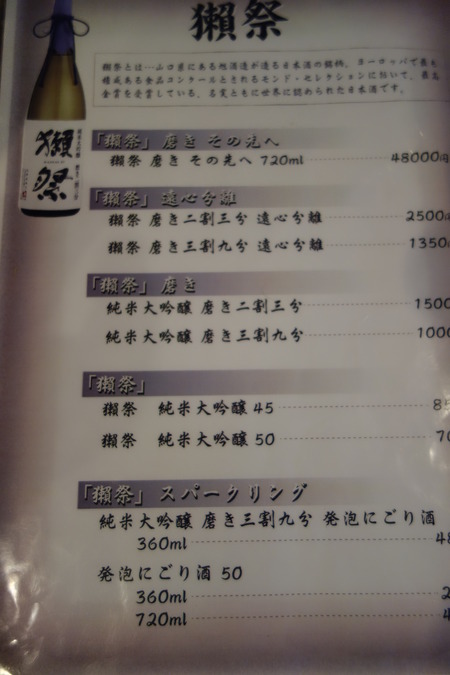 獺祭
獺祭とは…山口県にある旭酒造が造る日本酒の銘柄。ヨーロッパで最も
権威ある食品コンクールとされるモンド・セレクションにおいて、最高
金賞を受賞している。名実ともに世界に認められた日本酒です。
「獺祭」磨き その先へ
獺祭 磨き その先へ 720ml 48000円
「獺祭」遠心分離
獺祭 磨き二割三分 遠心分離 2500
獺祭 磨き三割九分 遠心分離 1350
「獺祭」磨き
純米大吟醸 磨き二割三分 1500
純米大吟醸 磨き三割九分 1000
「獺祭」
獺祭 純米大吟醸 45
獺祭 純米大吟醸 50
「獺祭」スパークリング
純米大吟醸 磨き三割九分 発泡にごり酒
360ml
発泡にごり酒 50
360ml
720ml
獺祭